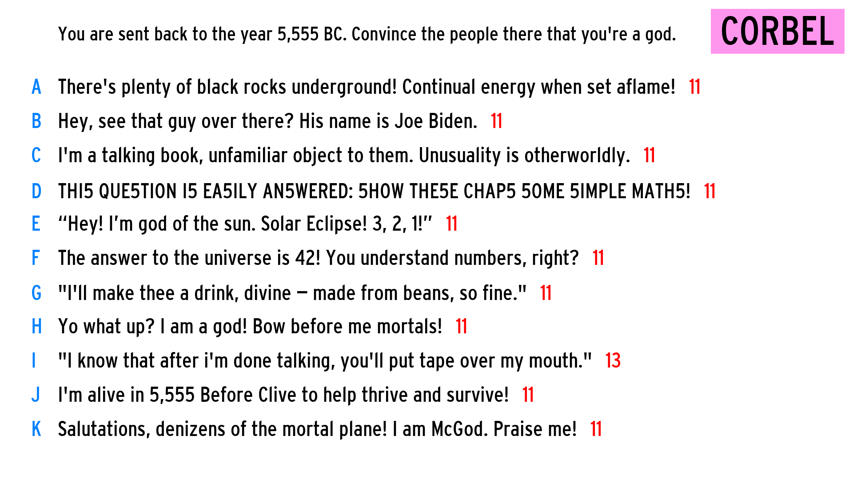 You are sent back to the year 5,555 BC. Convince the people there that you're a god.
CORBEL
A There's plenty of black rocks underground! Continual energy when set aflame! 11
B Hey, see that guy over there? His name is Joe Biden. 11
C I'm a talking book, unfamiliar object to them. Unusuality is otherworldly. 11
D THI5 QUE5TION I5 EA5ILY AN5WERED: 5HOW THE5E CHAP5 5OME 5IMPLE MATH5! 11
E “Hey! I’m god of the sun. Solar Eclipse! 3, 2, 1!” 11
F The answer to the universe is 42! You understand numbers, right? 11
G "I'll make thee a drink, divine – made from beans, so fine." 11
H Yo what up? I am a god! Bow before me mortals! 11
I "I know that after i'm done talking, you'll put tape over my mouth." 13
J I'm alive in 5,555 Before Clive to help thrive and survive! 11
K Salutations, denizens of the mortal plane! I am McGod. Praise me! 11